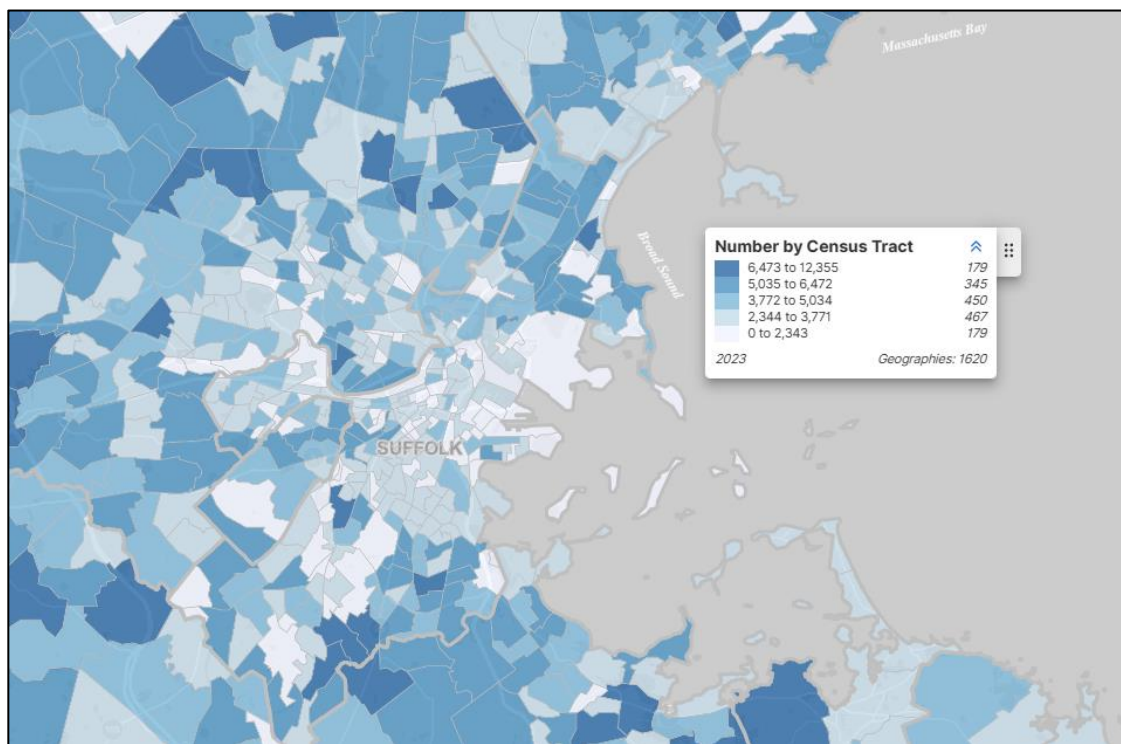 Massachusetts Bay
Broad Sound
Number by Census Tract
6,473 to 12,355 179
5,035 to 6,472 345
3,772 to 5,034 450
2,344 to 3,771 467
0 to 2,343 179
2023 Geographies: 1620
SUFFOLK